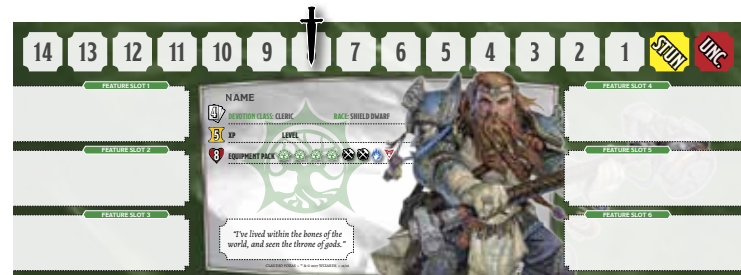 14 13 12 11 10 9 7 6 5 4 3 2 1 STUN UNC.
FEATURE SLOT 1
FEATURE SLOT 4
NAME
4 DEVOTION CLASS: CLERIC RACE: SHIELD DWARF
5 XP LEVEL
8 EQUIPMENT PACK
FEATURE SLOT 2
FEATURE SLOT 5
FEATURE SLOT 3
FEATURE SLOT 6
"I've lived within the bones of the
world, and seen the throne of gods."